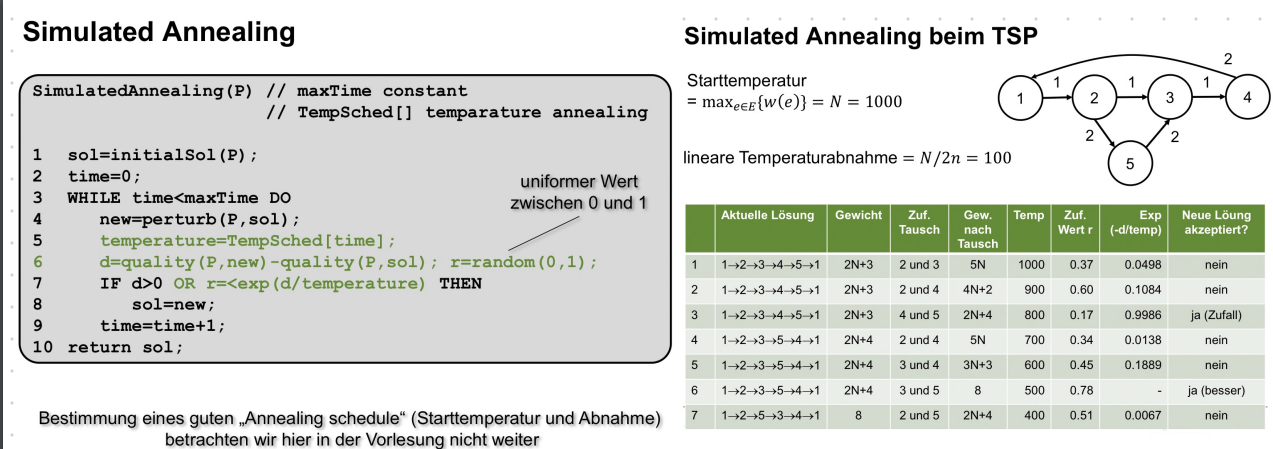 Simulated Annealing
SimulatedAnnealing(P) // maxTime constant
// TempSched[] temparature annealing
1 sol=initialSol(P);
2 time=0;
3 WHILE time<maxTime DO
4 new=perturb(P,sol);
5 temperature=TempSched[time];
6 d=quality(P,new)-quality(P,sol); r=random(0,1);
7 IF d>0 OR r=<exp(d/temperature) THEN
8 sol=new;
9 time=time+1;
10 return sol;
uniformer Wert
zwischen 0 und 1
Bestimmung eines guten „Annealing schedule“ (Starttemperatur und Abnahme)
betrachten wir hier in der Vorlesung nicht weiter
Simulated Annealing beim TSP
Starttemperatur
= max e∈E {w(e)} = N = 1000
lineare Temperaturabnahme = N/2n = 100
2
1 1 1
1 2 3 4
2 2
5
Aktuelle Lösung Gewicht Zuf. Tausch Gew. nach Tausch Temp Zuf. Wert r Exp (-d/temp) Neue Löung akzeptiert?
1 1→2→3→4→5→1 2N+3 2 und 3 5N 1000 0.37 0.0498 nein
2 1→2→3→4→5→1 2N+3 2 und 4 4N+2 900 0.60 0.1084 nein
3 1→2→3→4→5→1 2N+3 4 und 5 2N+4 800 0.17 0.9986 ja (Zufall)
4 1→2→3→5→4→1 2N+4 2 und 4 5N 700 0.34 0.0138 nein
5 1→2→3→5→4→1 2N+4 3 und 4 3N+3 600 0.45 0.1889 nein
6 1→2→3→5→4→1 2N+4 3 und 5 8 500 0.78 - ja (besser)
7 1→2→5→3→4→1 8 2 und 5 2N+4 400 0.51 0.0067 nein